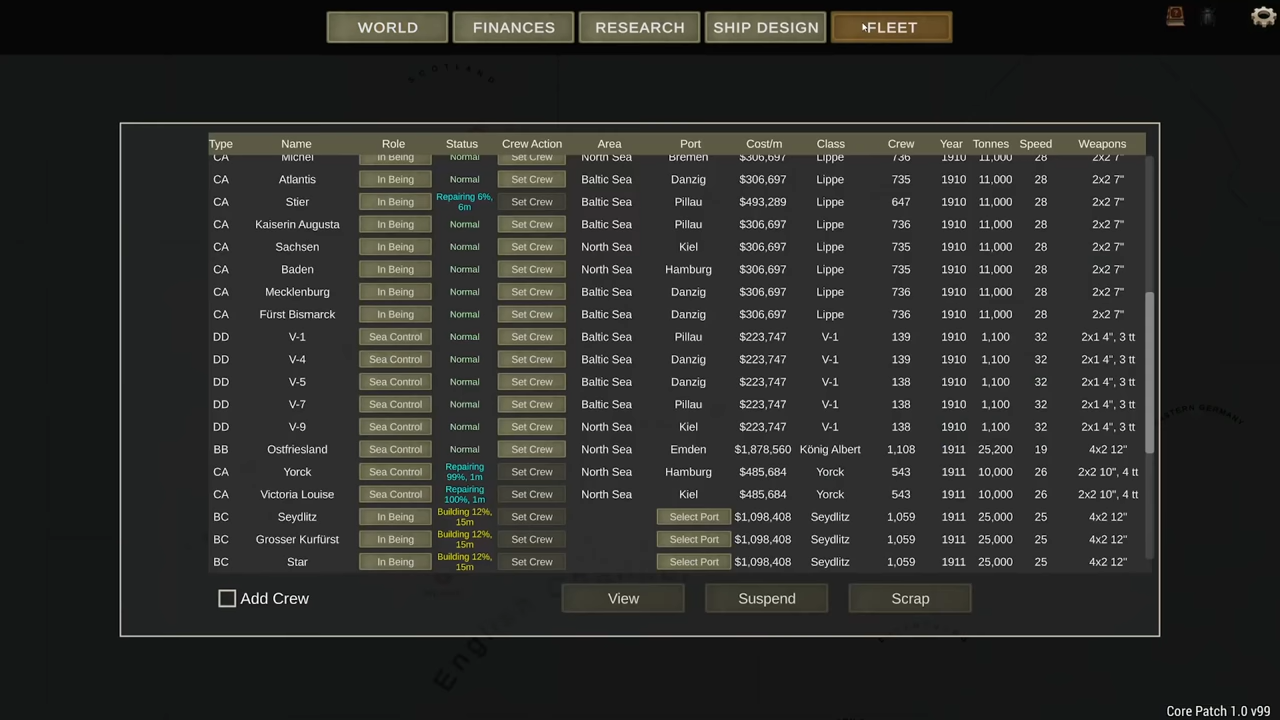 WORLD FINANCES RESEARCH SHIP DESIGN FLEET
SCOTLAND
Type Name Role Status Crew Action Area Port Cost/m Class Crew Year Tonnes Speed Weapons
CA Michel In Being Normal Set Crew North Sea Bremen $306,697 Lippe 736 1910 11,000 28 2x2 7"
CA Atlantis In Being Normal Set Crew Baltic Sea Danzig $306,697 Lippe 735 1910 11,000 28 2x2 7"
CA Stier In Being Repairing 6%, 6m Set Crew Baltic Sea Pillau $493,289 Lippe 647 1910 11,000 28 2x2 7"
CA Kaiserin Augusta In Being Normal Set Crew Baltic Sea Pillau $306,697 Lippe 736 1910 11,000 28 2x2 7"
CA Sachsen In Being Normal Set Crew North Sea Kiel $306,697 Lippe 735 1910 11,000 28 2x2 7"
CA Baden In Being Normal Set Crew North Sea Hamburg $306,697 Lippe 735 1910 11,000 28 2x2 7"
CA Mecklenburg In Being Normal Set Crew Baltic Sea Danzig $306,697 Lippe 736 1910 11,000 28 2x2 7"
CA Fürst Bismarck In Being Normal Set Crew Baltic Sea Danzig $306,697 Lippe 736 1910 11,000 28 2x2 7"
DD V-1 Sea Control Normal Set Crew Baltic Sea Pillau $223,747 V-1 139 1910 1,100 32 2x1 4", 3 tt
DD V-4 Sea Control Normal Set Crew Baltic Sea Danzig $223,747 V-1 139 1910 1,100 32 2x1 4", 3 tt
DD V-5 Sea Control Normal Set Crew Baltic Sea Danzig $223,747 V-1 138 1910 1,100 32 2x1 4", 3 tt
DD V-7 Sea Control Normal Set Crew Baltic Sea Pillau $223,747 V-1 138 1910 1,100 32 2x1 4", 3 tt
DD V-9 Sea Control Normal Set Crew North Sea Kiel $223,747 V-1 138 1910 1,100 32 2x1 4", 3 tt
BB Ostfriesland Sea Control Normal Set Crew North Sea Emden $1,878,560 König Albert 1,108 1911 25,200 19 4x2 12"
CA Yorck Sea Control Repairing 99%, 1m Set Crew North Sea Hamburg $485,684 Yorck 543 1911 10,000 26 2x2 10", 4 tt
CA Victoria Louise Sea Control Repairing 100%, 1m Set Crew North Sea Kiel $485,684 Yorck 543 1911 10,000 26 2x2 10", 4 tt
BC Seydlitz In Being Building 12%, 15m Set Crew Select Port $1,098,408 Seydlitz 1,059 1911 25,000 25 4x2 12"
BC Grosser Kurfürst In Being Building 12%, 15m Set Crew Select Port $1,098,408 Seydlitz 1,059 1911 25,000 25 4x2 12"
BC Star In Being Building 12%, 15m Set Crew Select Port $1,098,408 Seydlitz 1,059 1911 25,000 25 4x2 12"
Add Crew View Suspend Scrap
Core Patch 1.0 v99